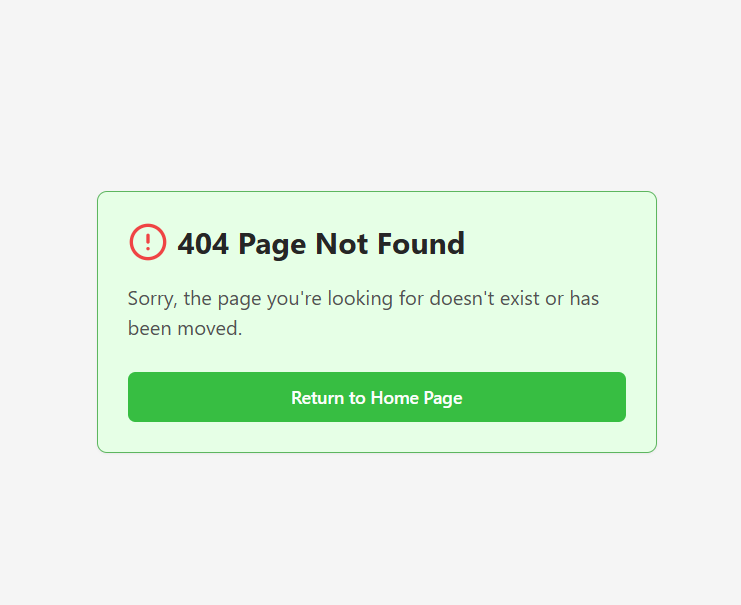 404 Page Not Found
Sorry, the page you're looking for doesn't exist or has
been moved.
Return to Home Page